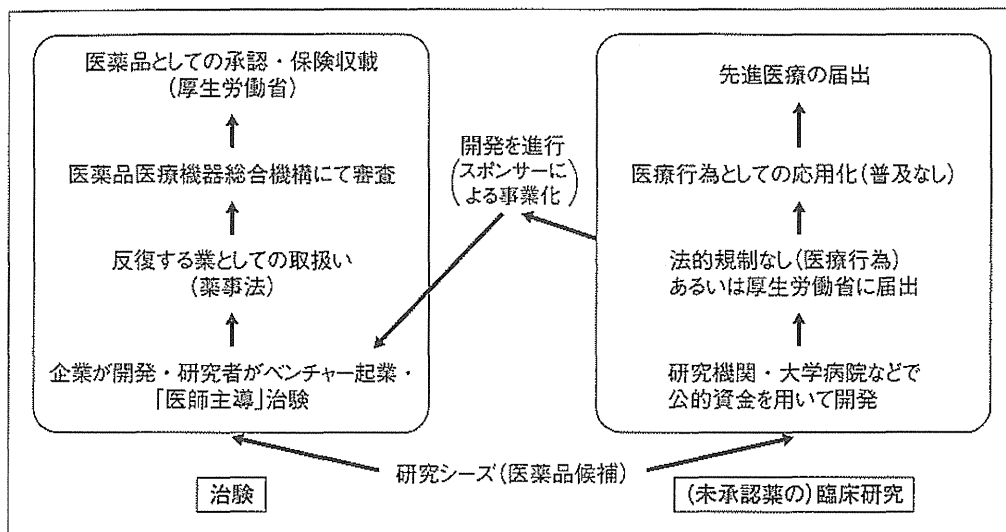 医薬品としての承認・保険収載
(厚生労働省)
医薬品医療機器総合機構にて審査
反復する業としての取扱い
(薬事法)
企業が開発・研究者がベンチャー起業・
「医師主導」治験
開発を進行
(スポンサーに
よる事業化)
先進医療の届出
医療行為としての応用化(普及なし)
法的規制なし(医療行為)
あるいは厚生労働省に届出
研究機関・大学病院などで
公的資金を用いて開発
研究シーズ(医薬品候補)
治験
(未承認薬の)臨床研究